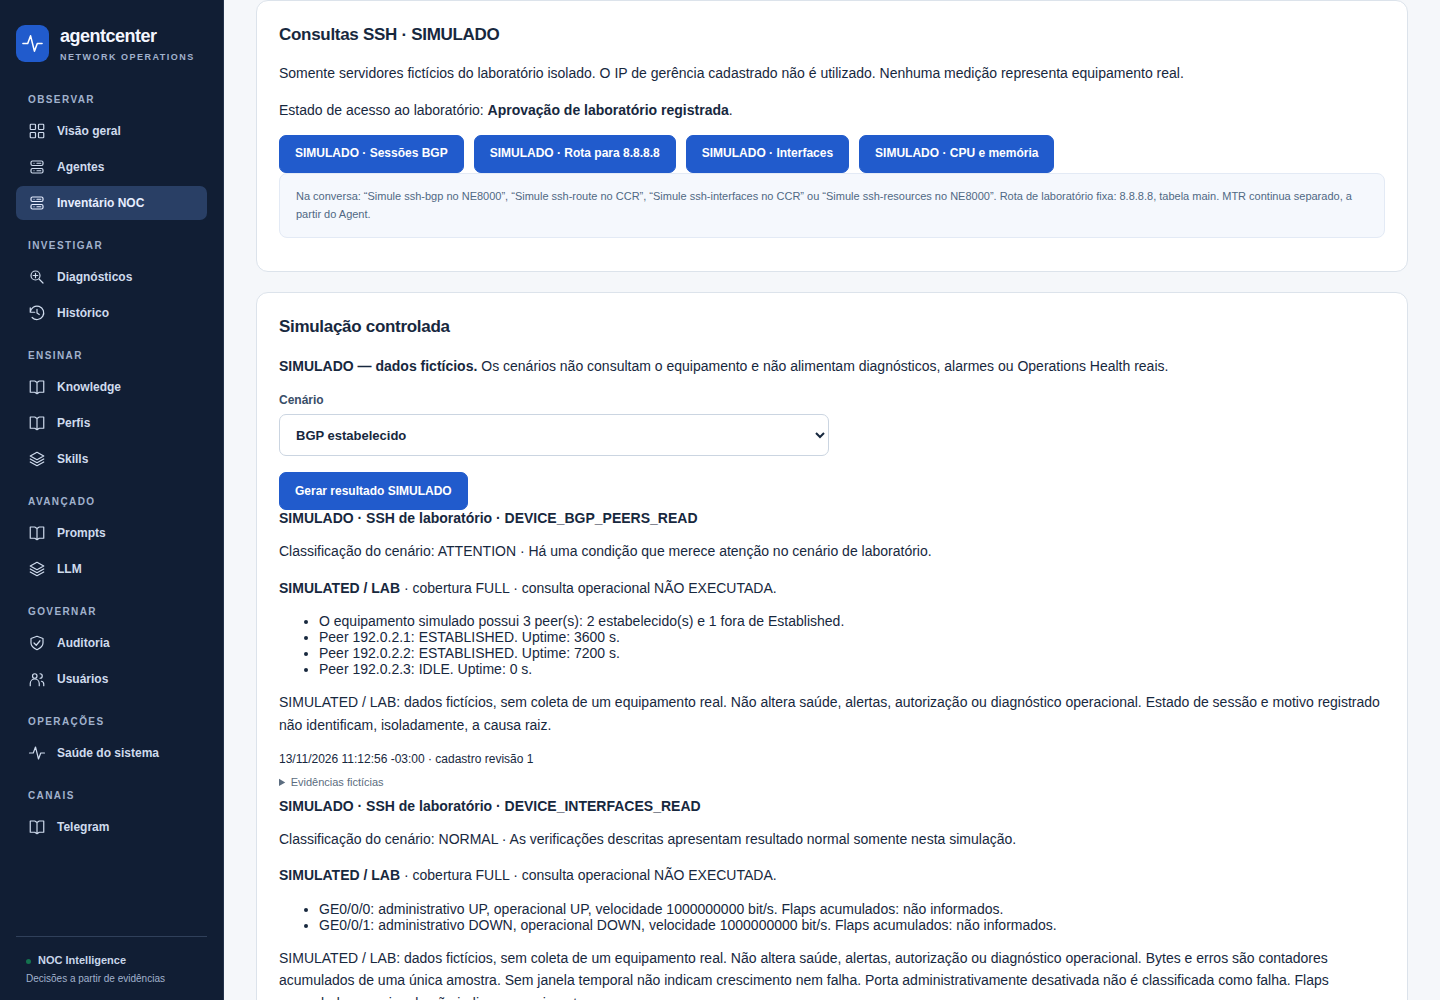 agentcenter
NETWORK OPERATIONS
OBSERVAR
Visão geral
Agentes
Inventário NOC
INVESTIGAR
Diagnósticos
Histórico
ENSINAR
Knowledge
Perfis
Skills
AVANÇADO
Prompts
LLM
GOVERNAR
Auditoria
Usuários
OPERAÇÕES
Saúde do sistema
CANAIS
Telegram
NOC Intelligence
Decisões a partir de evidências
Consultas SSH · SIMULADO
Somente servidores fictícios do laboratório isolado. O IP de gerência cadastrado não é utilizado. Nenhuma medição representa equipamento real.
Estado de acesso ao laboratório: Aprovação de laboratório registrada.
SIMULADO · Sessões BGP
SIMULADO · Rota para 8.8.8.8
SIMULADO · Interfaces
SIMULADO · CPU e memória
Na conversa: “Simule ssh-bgp no NE8000”, “Simule ssh-route no CCR”, “Simule ssh-interfaces no CCR” ou “Simule ssh-resources no NE8000”. Rota de laboratório fixa: 8.8.8.8, tabela main. MTR continua separado, a
partir do Agent.
Simulação controlada
SIMULADO — dados fictícios. Os cenários não consultam o equipamento e não alimentam diagnósticos, alarmes ou Operations Health reais.
Cenário
BGP estabelecido
Gerar resultado SIMULADO
SIMULADO · SSH de laboratório · DEVICE_BGP_PEERS_READ
Classificação do cenário: ATTENTION · Há uma condição que merece atenção no cenário de laboratório.
SIMULATED / LAB · cobertura FULL · consulta operacional NÃO EXECUTADA.
• O equipamento simulado possui 3 peer(s): 2 estabelecido(s) e 1 fora de Established.
• Peer 192.0.2.1: ESTABLISHED. Uptime: 3600 s.
• Peer 192.0.2.2: ESTABLISHED. Uptime: 7200 s.
• Peer 192.0.2.3: IDLE. Uptime: 0 s.
SIMULATED / LAB: dados fictícios, sem coleta de um equipamento real. Não altera saúde, alertas, autorização ou diagnóstico operacional. Estado de sessão e motivo registrado
não identificam, isoladamente, a causa raiz.
13/11/2026 11:12:56 -03:00 · cadastro revisão 1
Evidências fictícias
SIMULADO · SSH de laboratório · DEVICE_INTERFACES_READ
Classificação do cenário: NORMAL · As verificações descritas apresentam resultado normal somente nesta simulação.
SIMULATED / LAB · cobertura FULL · consulta operacional NÃO EXECUTADA.
• GE0/0/0: administrativo UP, operacional UP, velocidade 1000000000 bit/s. Flaps acumulados: não informados.
• GE0/0/1: administrativo DOWN, operacional DOWN, velocidade 1000000000 bit/s. Flaps acumulados: não informados.
SIMULATED / LAB: dados fictícios, sem coleta de um equipamento real. Não altera saúde, alertas, autorização ou diagnóstico operacional. Bytes e erros são contadores
acumulados de uma única amostra. Sem janela temporal não indicam crescimento nem falha. Porta administrativamente desativada não é classificada como falha. Flaps